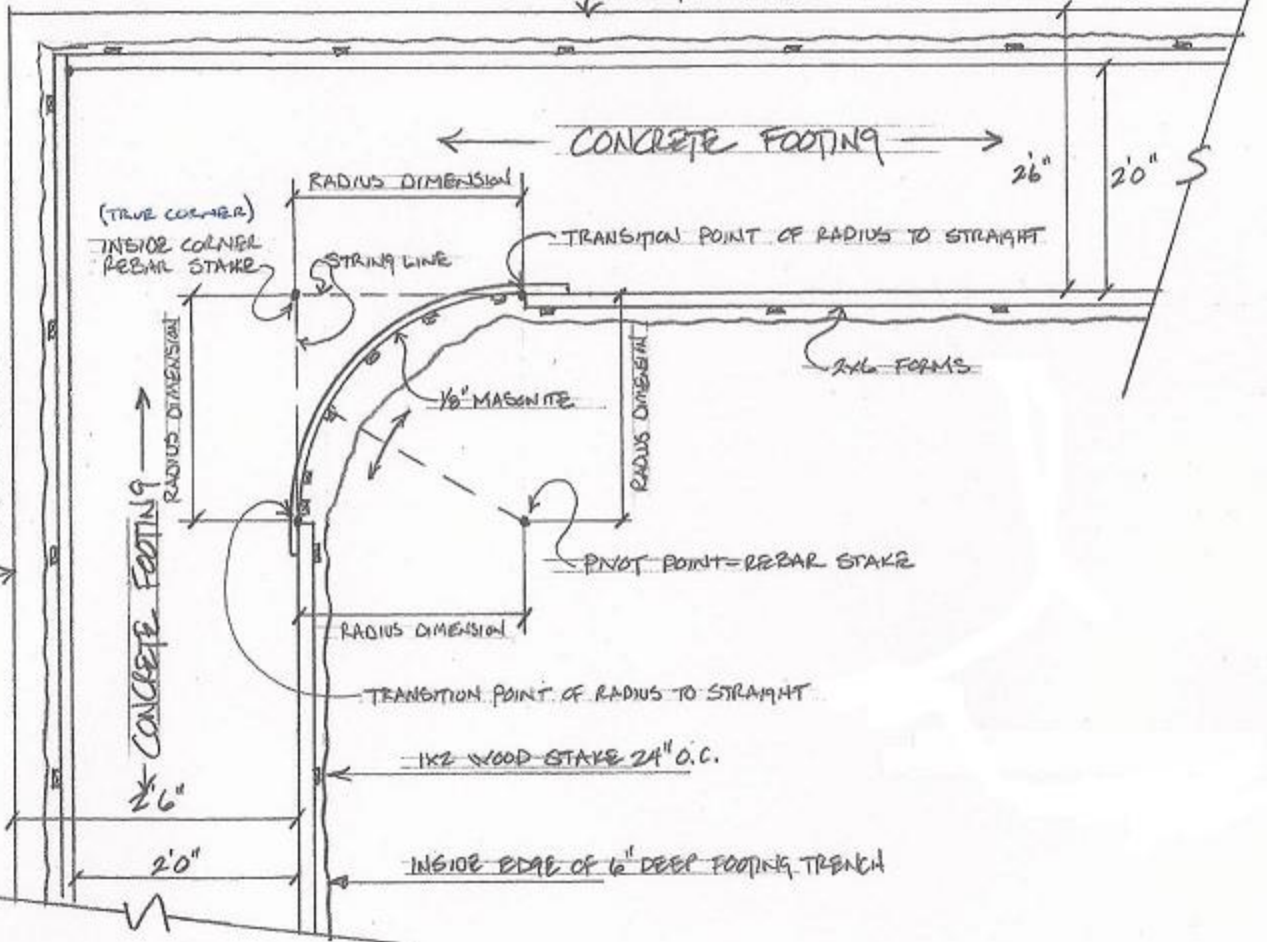 CONCRETE FOOTING
2'6"
2'0"
RADIUS DIMENSION
(TRUE CORNER)
INSIDE CORNER
REBAR STAKE
STRING LINE
TRANSITION POINT OF RADIUS TO STRAIGHT
RADIUS DIMENSION
RADIUS DIMENSION
2x6 FORMS
1/8" MASONITE
CONCRETE FOOTING
PIVOT POINT=REBAR STAKE
RADIUS DIMENSION
TRANSITION POINT OF RADIUS TO STRAIGHT
1x2 WOOD STAKE 24" O.C.
2'6"
2'0"
INSIDE EDGE OF 6" DEEP FOOTING TRENCH